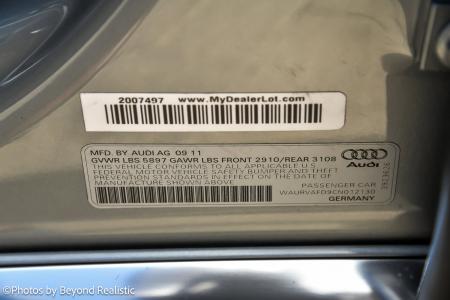 2007497 www.MyDealerLot.com
MFD. BY AUDI AG 09 11
GVWR LBS 5897 GAWR LBS FRONT 2910/REAR 3108
THIS VEHICLE CONFORMS TO ALL APPLICABLE U.S.
FEDERAL MOTOR VEHICLE SAFETY BUMPER AND THEFT
PREVENTION STANDARDS IN EFFECT ON THE DATE OF
MANUFACTURE SHOWN ABOVE
Audi
PASSENGER CAR
WAURVAFD9CN012130
GERMANY
©Photos by Beyond Realistic